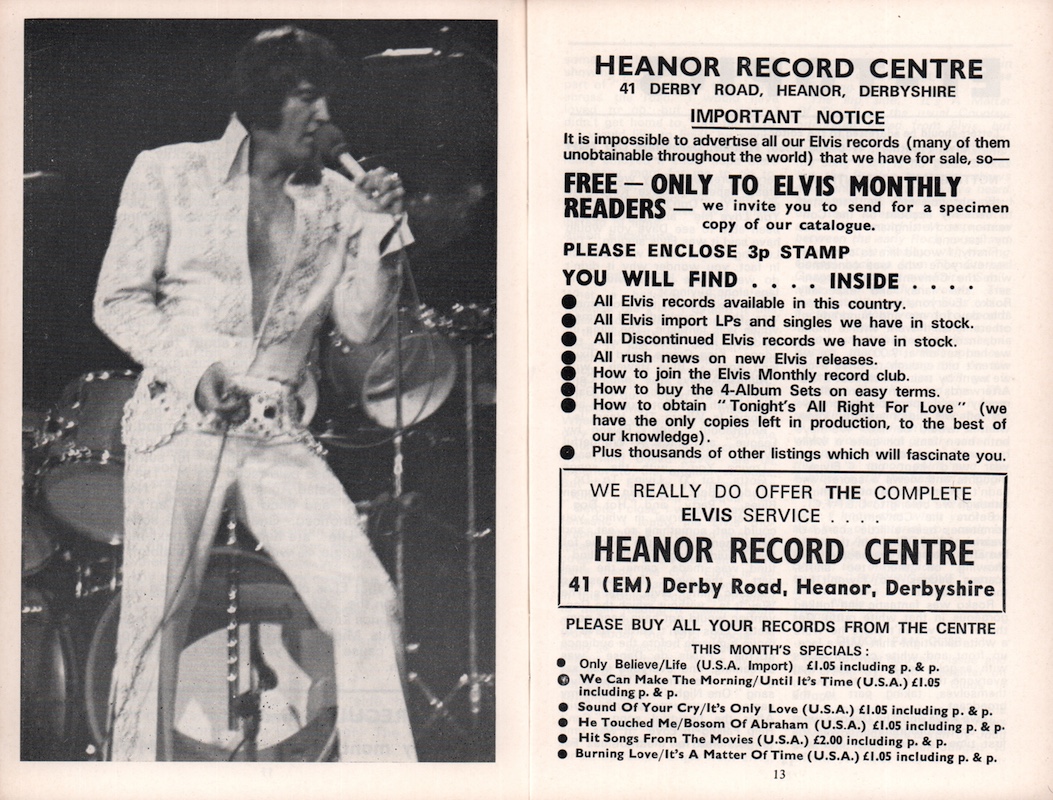 HEANOR RECORD CENTRE
41 DERBY ROAD, HEANOR, DERBYSHIRE
IMPORTANT NOTICE
It is impossible to advertise all our Elvis records (many of them
unobtainable throughout the world) that we have for sale, so—
FREE — ONLY TO ELVIS MONTHLY
READERS — we invite you to send for a specimen
copy of our catalogue.
PLEASE ENCLOSE 3p STAMP
YOU WILL FIND . . . . INSIDE . . . .
● All Elvis records available in this country.
● All Elvis import LPs and singles we have in stock.
● All Discontinued Elvis records we have in stock.
● All rush news on new Elvis releases.
● How to join the Elvis Monthly record club.
● How to buy the 4-Album Sets on easy terms.
● How to obtain "Tonight's All Right For Love" (we
have the only copies left in production, to the best of
our knowledge).
● Plus thousands of other listings which will fascinate you.
WE REALLY DO OFFER THE COMPLETE
ELVIS SERVICE . . . .
HEANOR RECORD CENTRE
41 (EM) Derby Road, Heanor, Derbyshire
PLEASE BUY ALL YOUR RECORDS FROM THE CENTRE
THIS MONTH'S SPECIALS :
● Only Believe/Life (U.S.A. Import) £1.05 including p. & p.
● We Can Make The Morning/Until It's Time (U.S.A.) £1.05
including p. & p.
● Sound Of Your Cry/It's Only Love (U.S.A.) £1.05 including p. & p.
● He Touched Me/Bosom Of Abraham (U.S.A.) £1.05 including p. & p.
● Hit Songs From The Movies (U.S.A.) £2.00 including p. & p.
● Burning Love/It's A Matter Of Time (U.S.A.) £1.05 including p. & p.
13